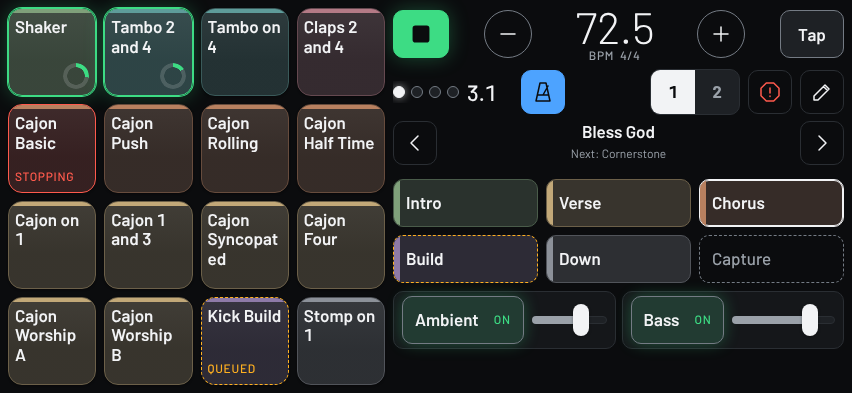 Shaker
Tambo 2
and 4
Tambo on
4
Claps 2
and 4
Cajon
Basic
STOPPING
Cajon
Push
Cajon
Rolling
Cajon
Half Time
Cajon on
1
Cajon 1
and 3
Cajon
Syncopat
ed
Cajon
Four
Cajon
Worship
A
Cajon
Worship
B
Kick Build
QUEUED
Stomp on
1
72.5
BPM 4/4
Tap
3.1
1
2
Bless God
Next: Cornerstone
Intro
Verse
Chorus
Build
Down
Capture
Ambient ON
Bass ON